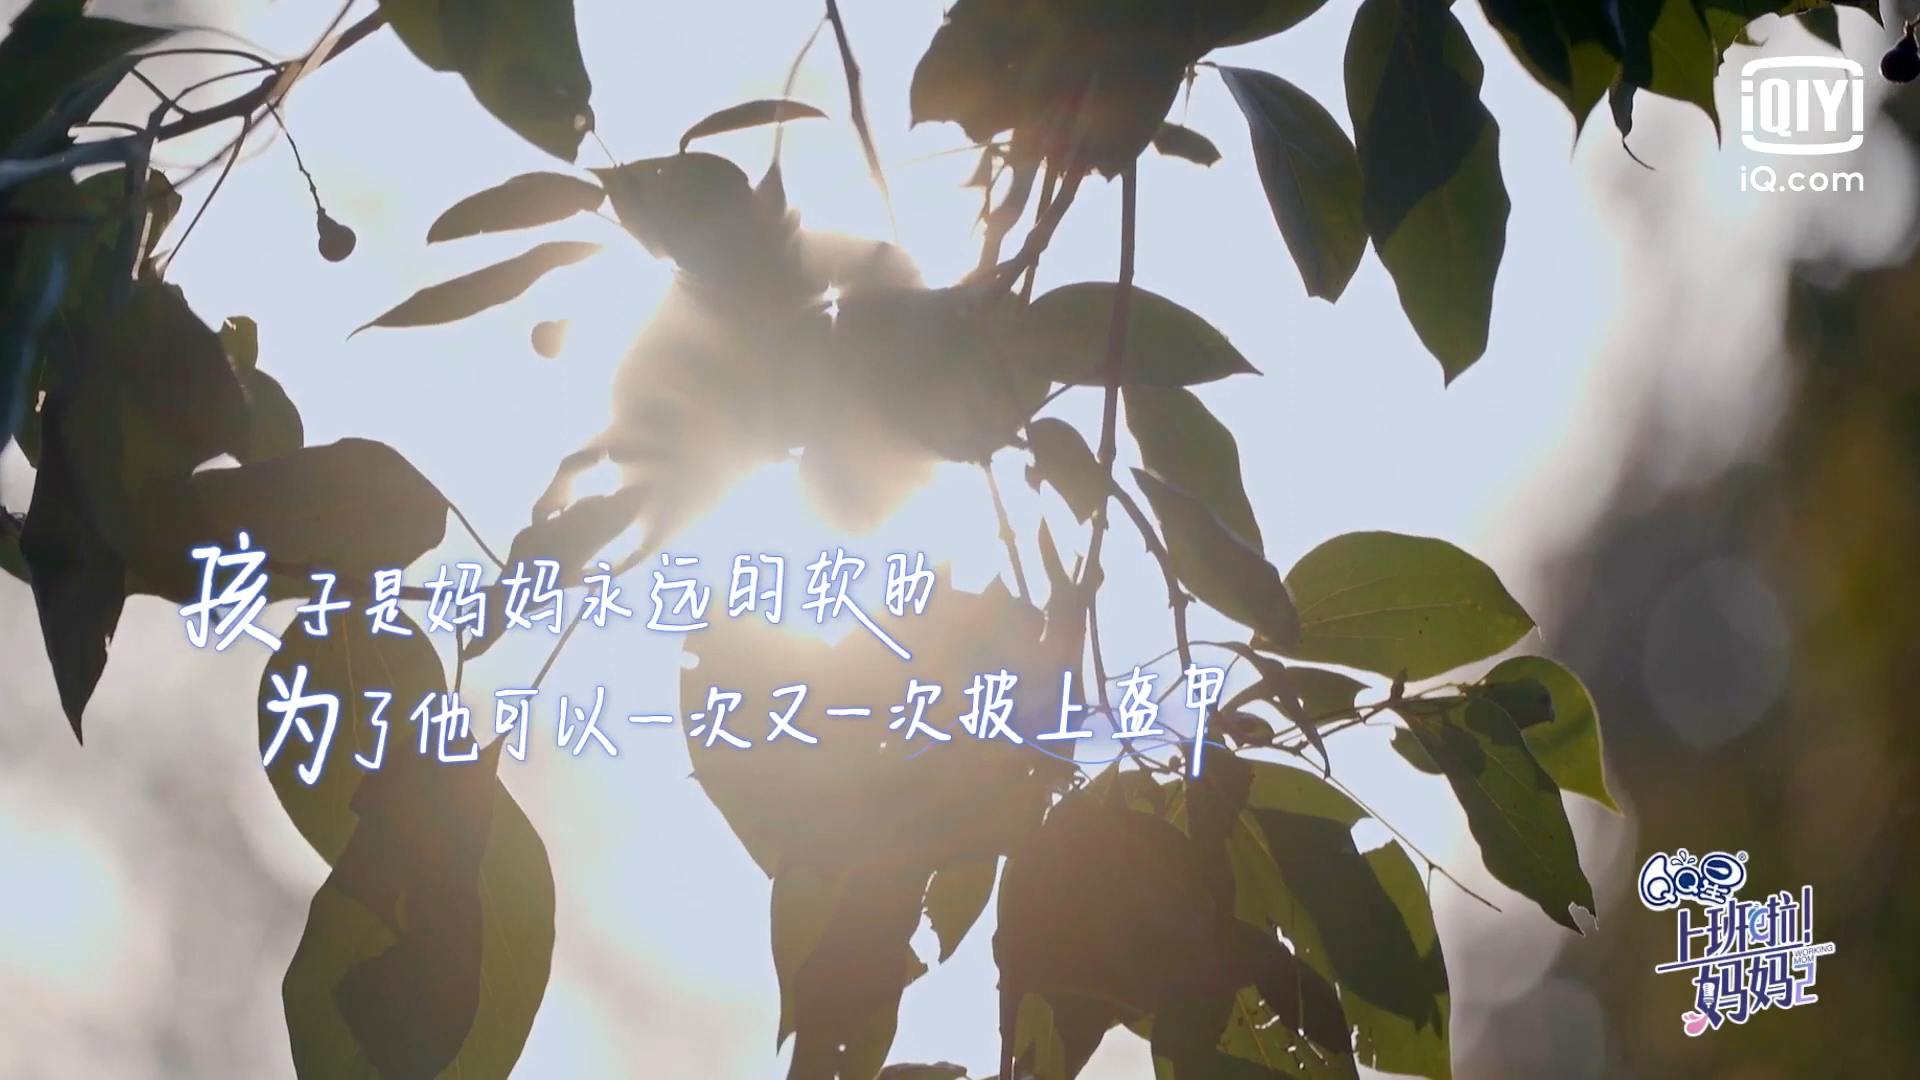 iQIYI
iQ.com
孩子是妈妈永远的软肋
为了他可以一次又一次披上盔甲
QQ星®
上班啦!
WORKING
MOM
妈妈2